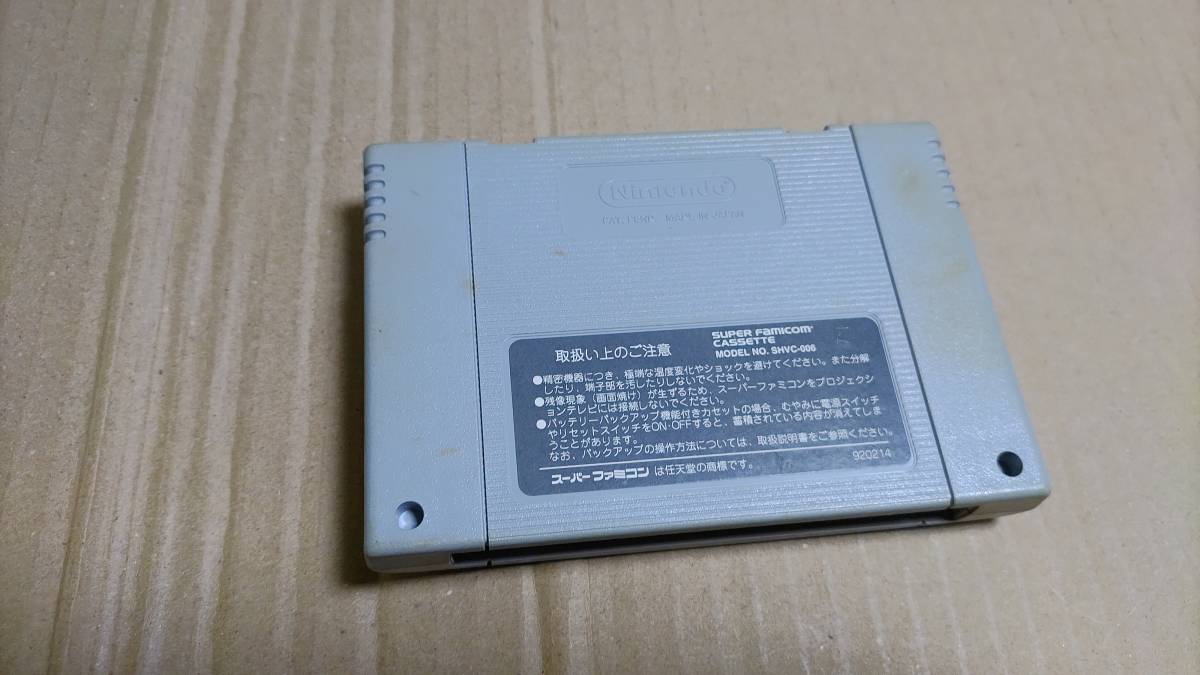 Nintendo
PAT. PEND. MADE IN JAPAN
取扱い上のご注意
SUPER Famicom
CASSETTE
MODEL NO. SHVC-006
●精密機器につき、極端な温度変化やショックを避けてください。また分解
したり、端子部を汚したりしないでください。
●残像現象（画面焼け）が生ずるため、スーパーファミコンをプロジェクシ
ョンテレビには接続しないでください。
●バッテリーバックアップ機能付きカセットの場合、むやみに電源スイッチ
やリセットスイッチをON・OFFすると、蓄積されている内容が消えてしま
うことがあります。
なお、バックアップの操作方法については、取扱説明書をご参照ください。
920214
スーパーファミコンは任天堂の商標です。